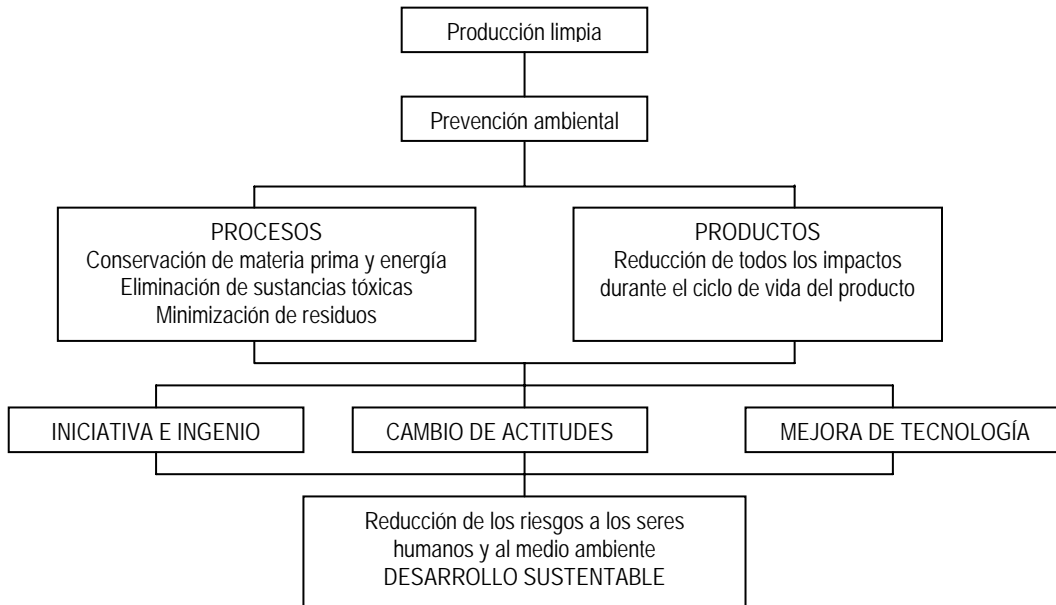 Producción limpia
Prevención ambiental
PROCESOS
Conservación de materia prima y energía
Eliminación de sustancias tóxicas
Minimización de residuos
PRODUCTOS
Reducción de todos los impactos
durante el ciclo de vida del producto
INICIATIVA E INGENIO
CAMBIO DE ACTITUDES
MEJORA DE TECNOLOGÍA
Reducción de los riesgos a los seres
humanos y al medio ambiente
DESARROLLO SUSTENTABLE